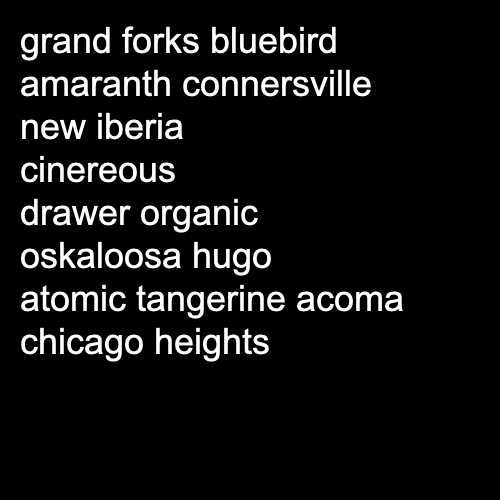 grand forks bluebird
amaranth connersville
new iberia
cinereous
drawer organic
oskaloosa hugo
atomic tangerine acoma
chicago heights